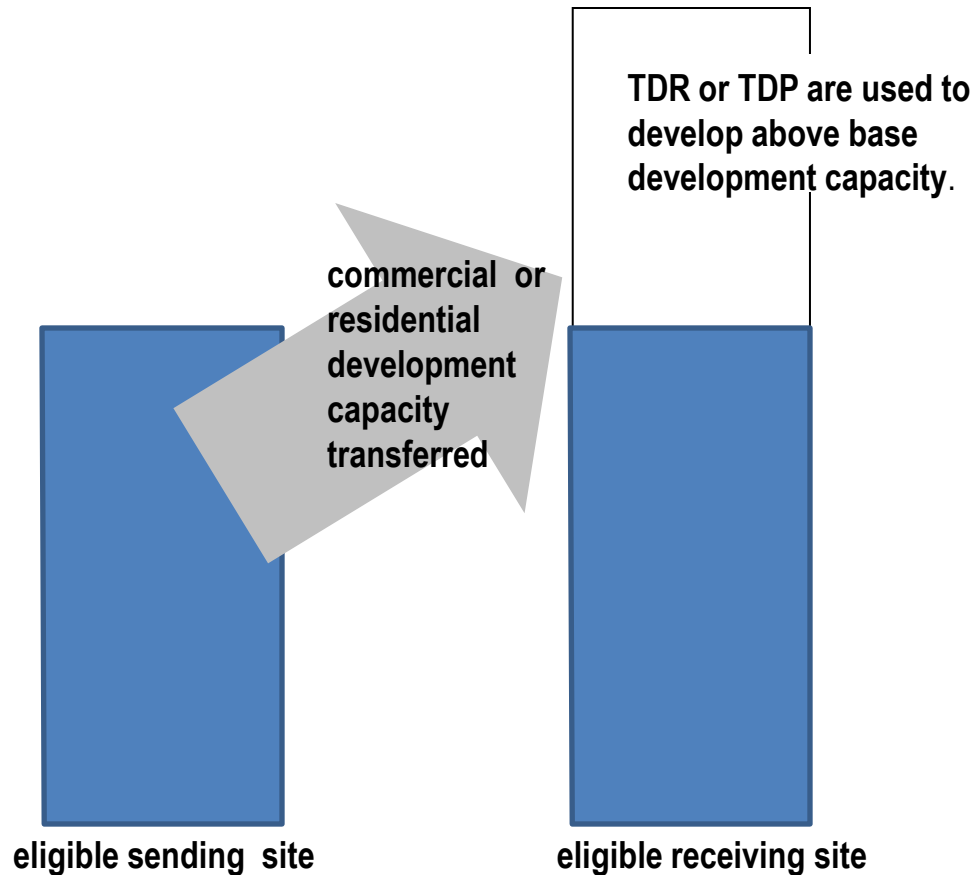 TDR or TDP are used to
develop above base
development capacity.
commercial or
residential
development
capacity
transferred
eligible sending site
eligible receiving site